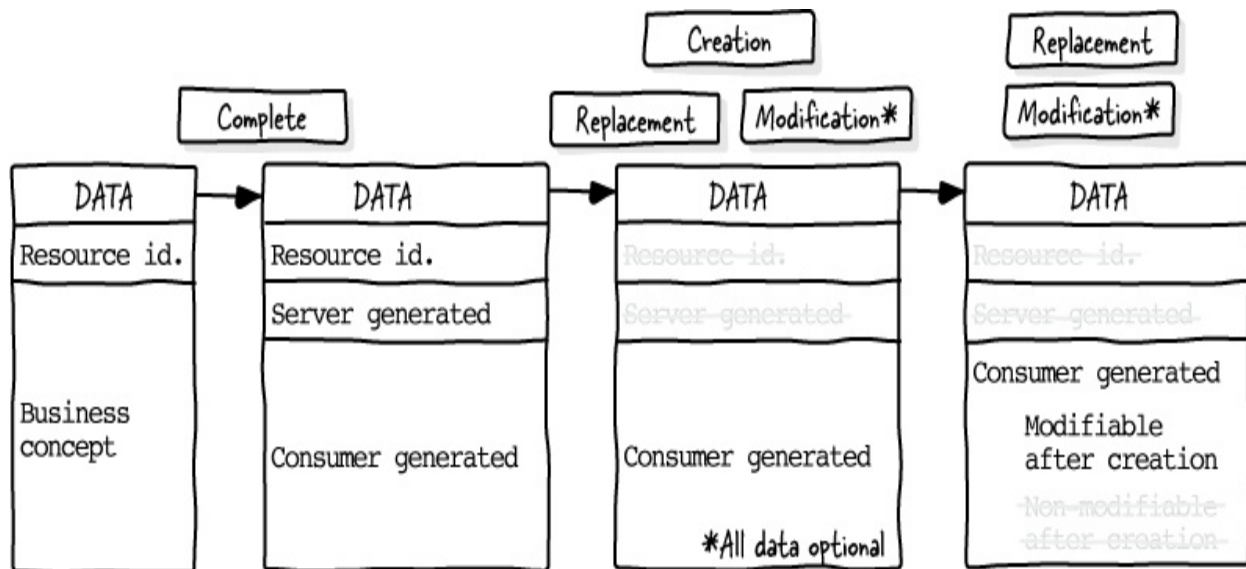 Creation
Replacement
Complete
Replacement
Modification*
Modification*
DATA
DATA
DATA
DATA
Resource id.
Resource id.
Resource id.
Resource id.
Server generated
Server generated
Server generated
Business
concept
Consumer generated
Consumer generated
Consumer generated
Modifiable
after creation
Non-modifiable
after creation
*All data optional